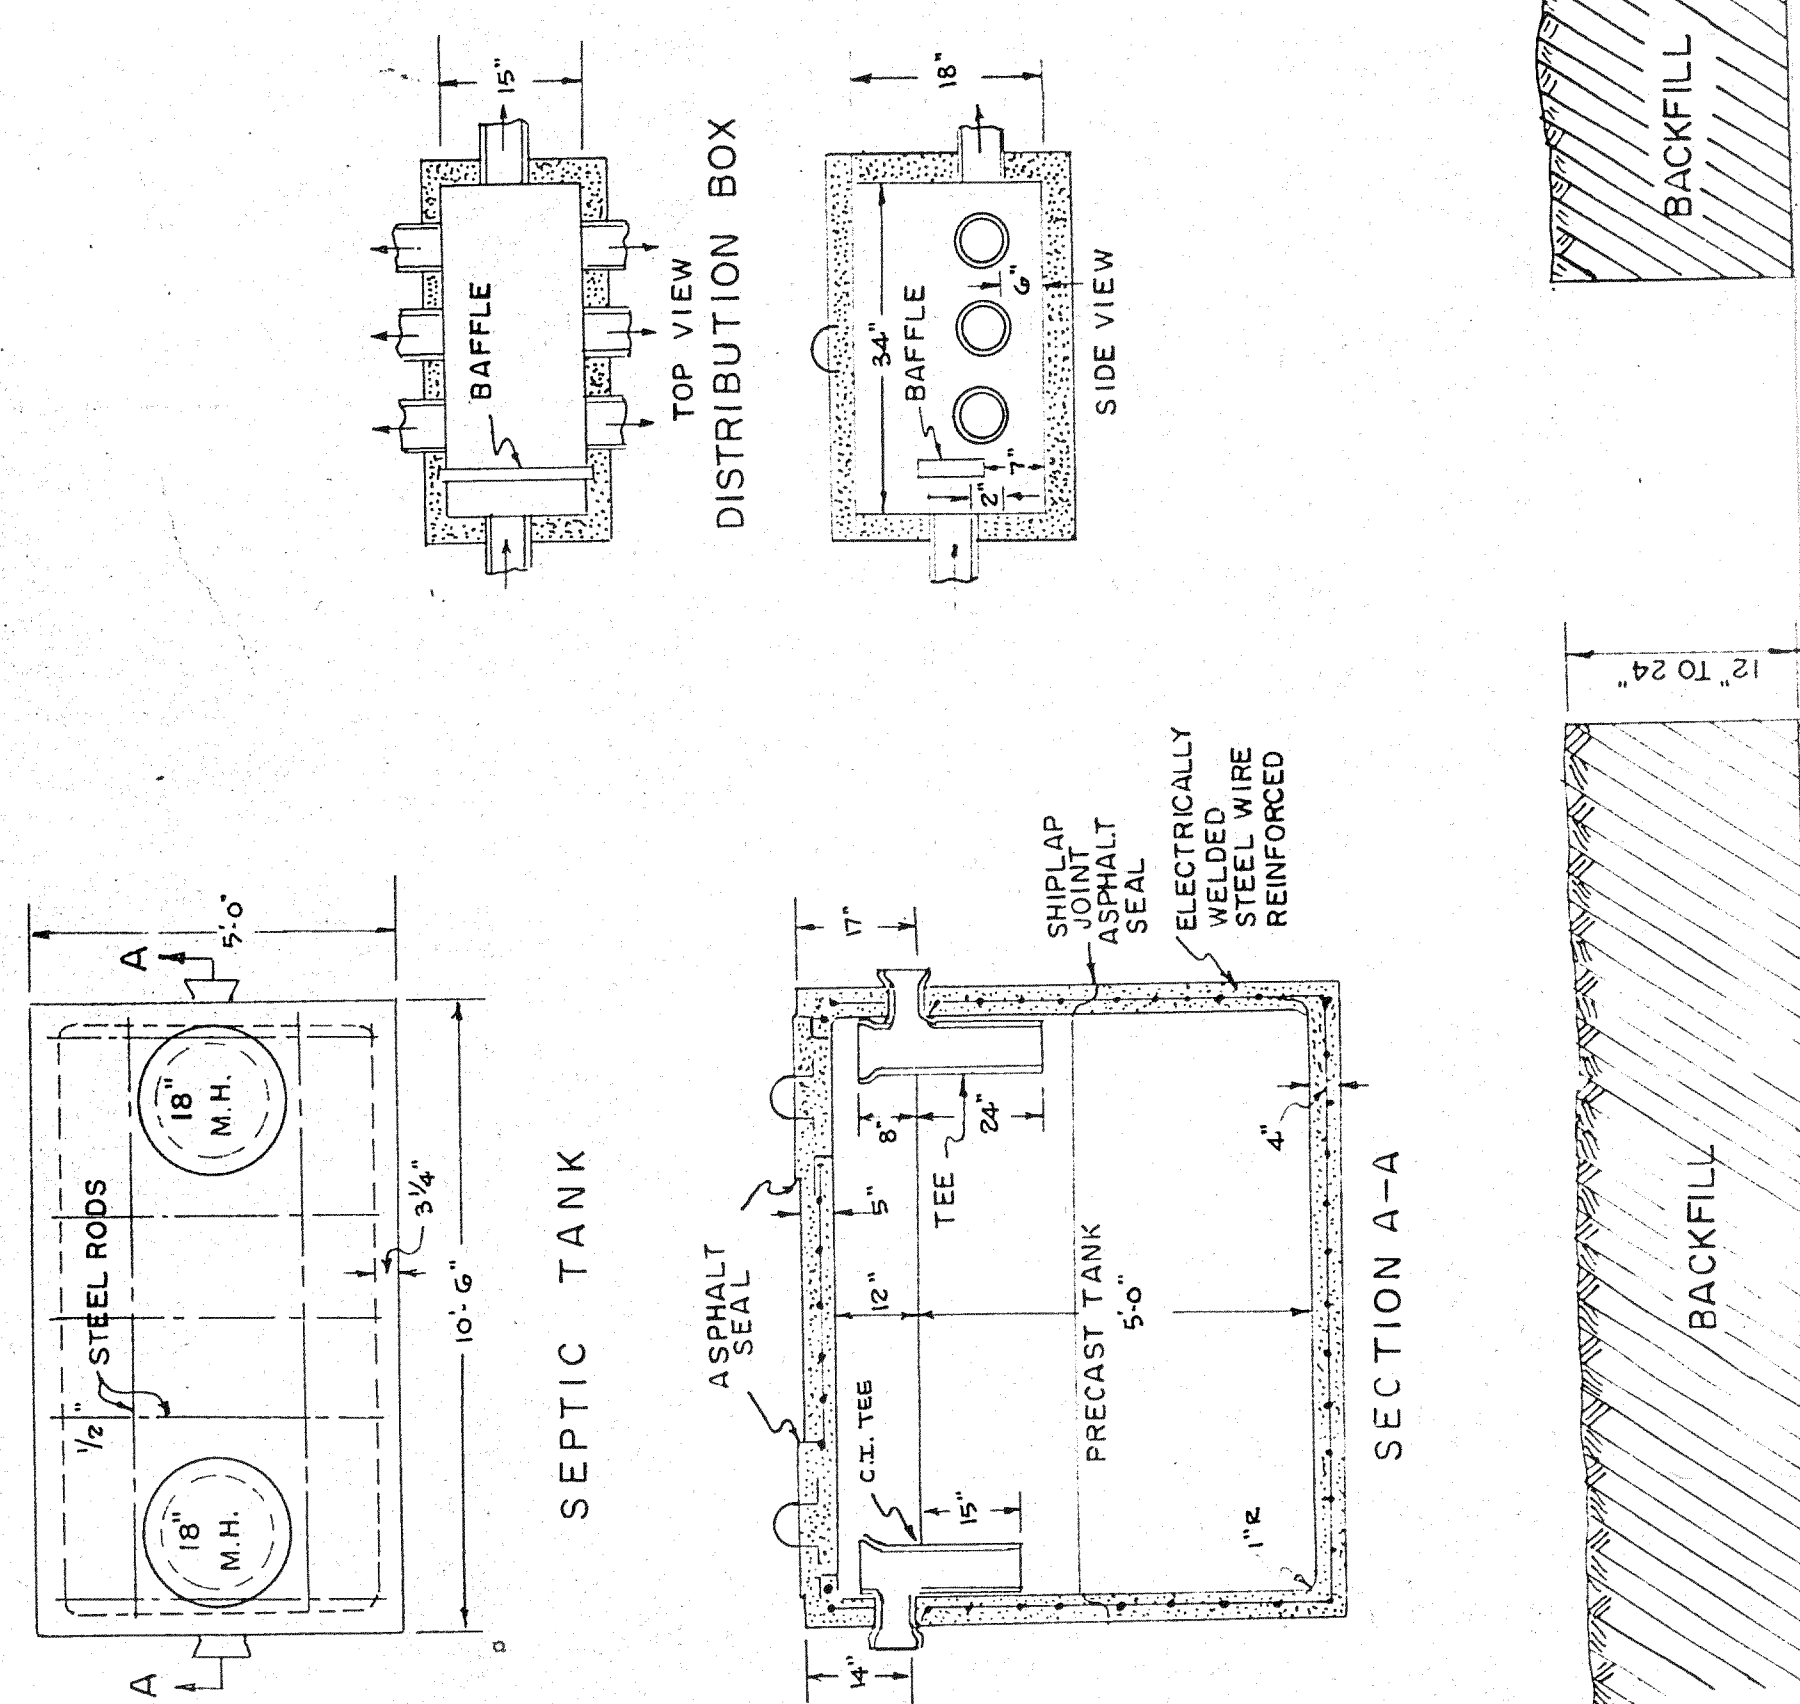 A
A
5'-0"
18"
M.H.
18"
M.H.
1/2" STEEL RODS
3 1/4"
10'-6"
SEPTIC TANK
ASPHALT
SEAL
14"
17"
12"
5"
8"
24"
15"
C.I. TEE
TEE
PRECAST TANK
5'-0"
4"
1"R
SHIPLAP
JOINT
ASPHALT
SEAL
ELECTRICALLY
WELDED
STEEL WIRE
REINFORCED
SECTION A-A
15"
BAFFLE
TOP VIEW
DISTRIBUTION BOX
18"
34"
BAFFLE
6"
7"
2"
SIDE VIEW
BACKFILL
12" TO 24"
BACKFILL